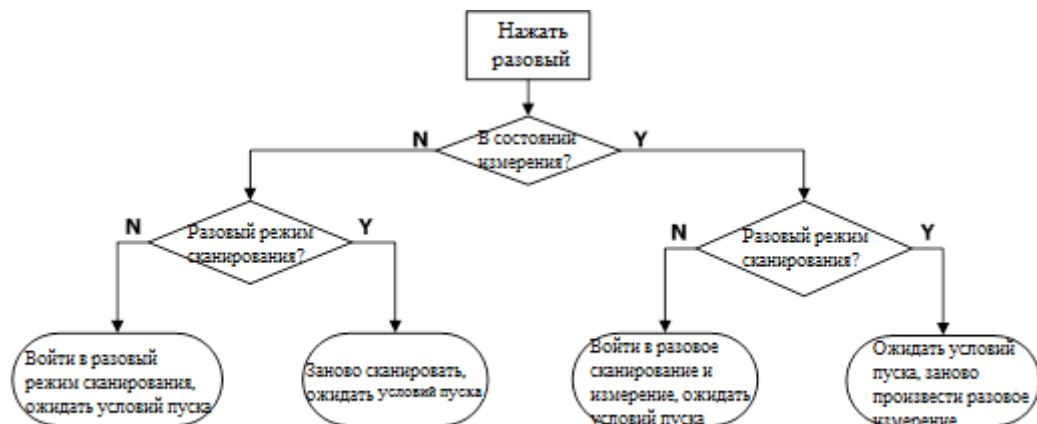 Нажать
разовый
N
В состоянии
измерения?
Y
N
Разовый режим
сканирования?
Y
N
Разовый режим
сканирования?
Y
Войти в разовый
режим сканирования,
ожидать условий пуска
Заново сканировать,
ожидать условий пуска
Войти в разовое
сканирование и
измерение, ожидать
условий пуска
Ожидать условий
пуска, заново
произвести разовое
измерение